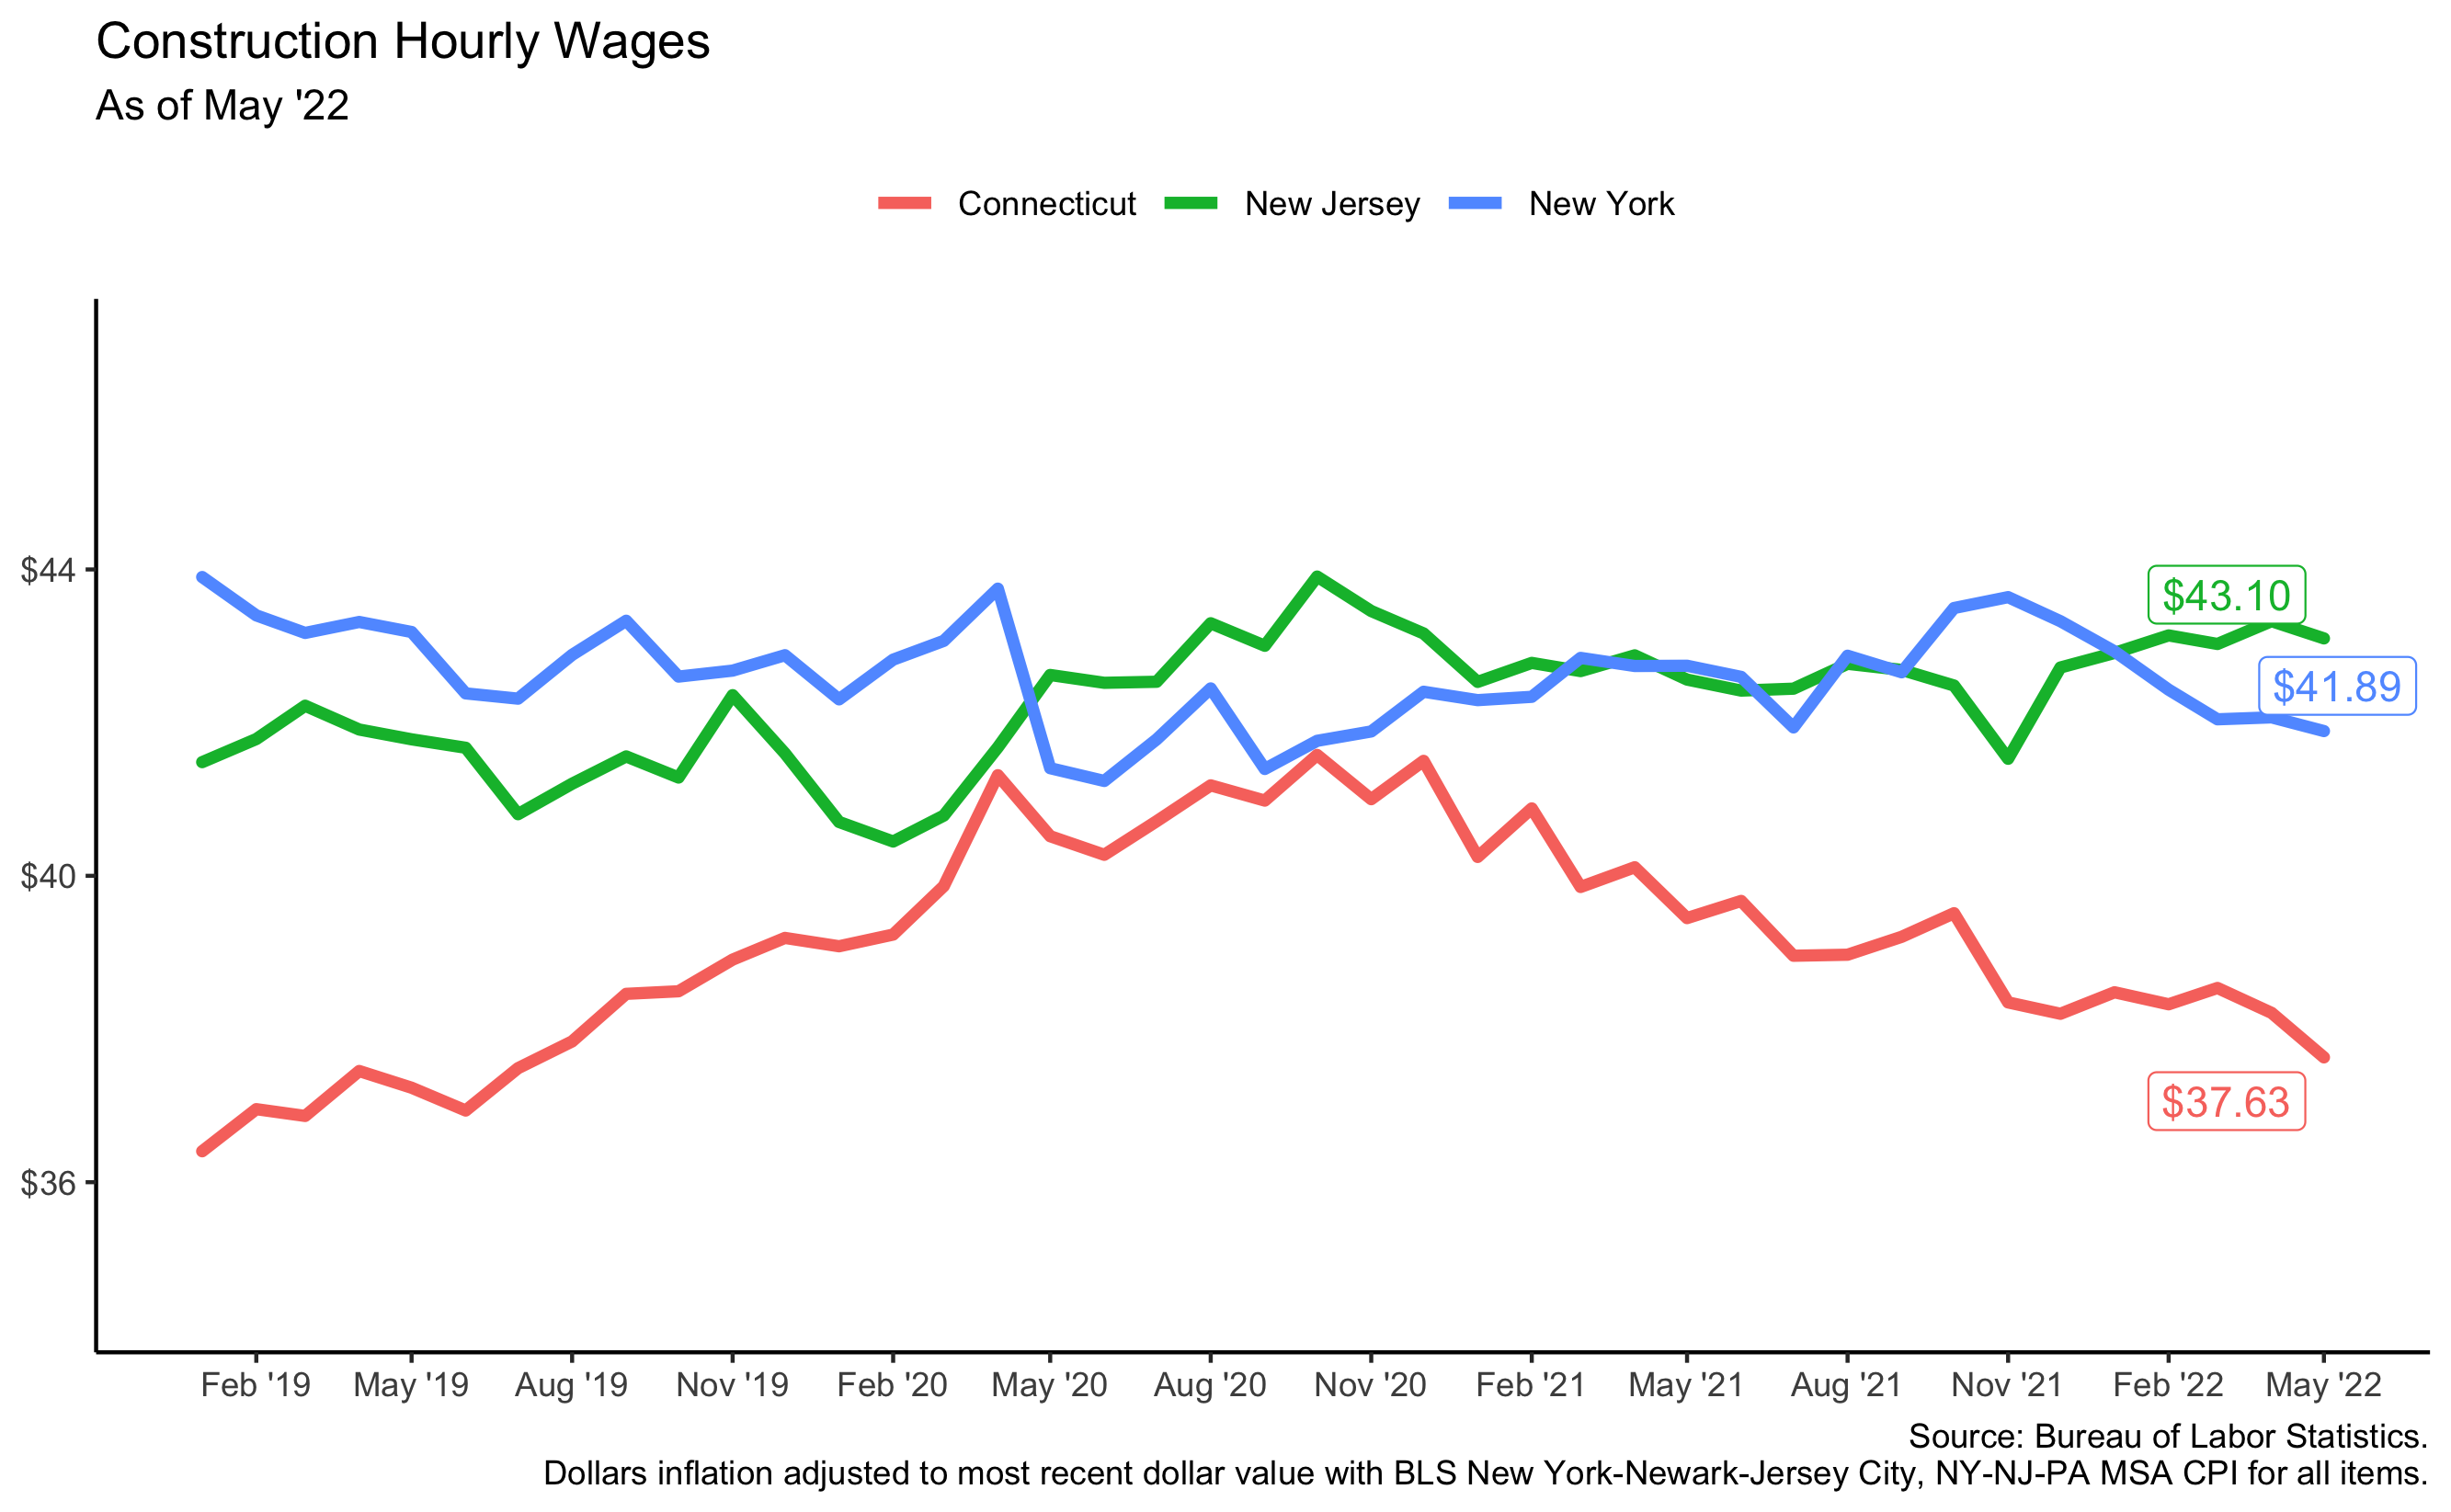 Construction Hourly Wages
As of May '22
Connecticut New Jersey New York
$44
$40
$36
$43.10
$41.89
$37.63
Feb '19 May '19 Aug '19 Nov '19 Feb '20 May '20 Aug '20 Nov '20 Feb '21 May '21 Aug '21 Nov '21 Feb '22 May '22
Source: Bureau of Labor Statistics.
Dollars inflation adjusted to most recent dollar value with BLS New York-Newark-Jersey City, NY-NJ-PA MSA CPI for all items.